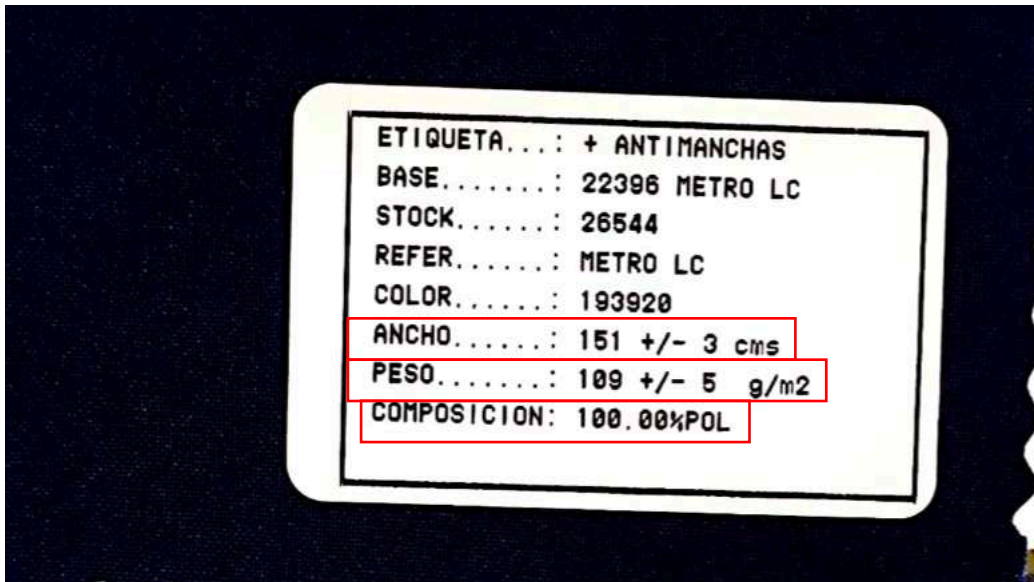 ETIQUETA...: + ANTIMANCHAS
BASE.......: 22396 METRO LC
STOCK......: 26544
REFER......: METRO LC
COLOR......: 193920
ANCHO......: 151 +/- 3 cms
PESO.......: 109 +/- 5 g/m2
COMPOSICION: 100.00%POL